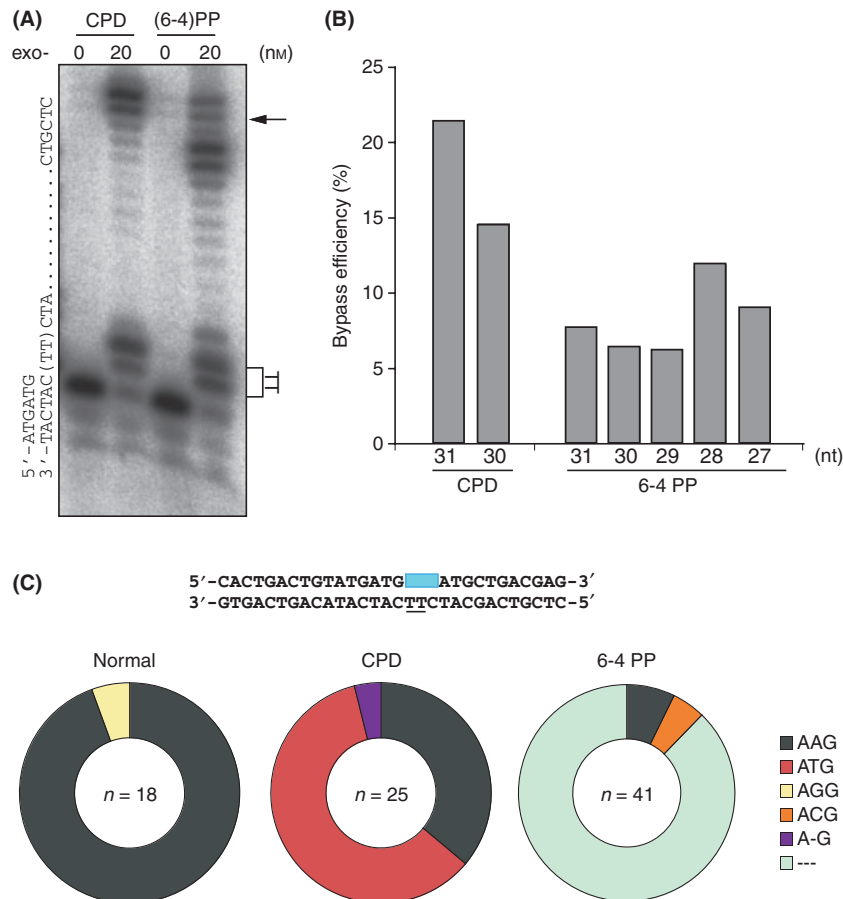 (A)
CPD (6-4)PP
exo- 0 20 0 20 (nM)
5′-ATGATG
3′-TACTAC(TT)CTA.........CTGCTC
(B)
Bypass efficiency (%)
25
20
15
10
5
0
31 30 31 30 29 28 27 (nt)
CPD 6-4 PP
(C)
5′-CACTGACTGTATGATG ATGCTGACGAG-3′
3′-GTGACTGACATACTACTTCTACGACTGCTC-5′
Normal CPD 6-4 PP
n = 18 n = 25 n = 41
AAG
ATG
AGG
ACG
A-G
---